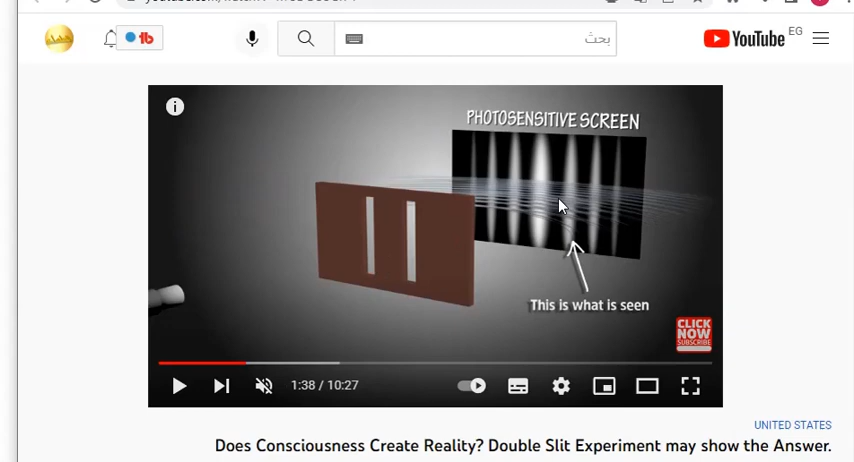 بحث
YouTube EG
PHOTOSENSITIVE SCREEN
This is what is seen
CLICK
NOW
SUBSCRIBE
1:38 / 10:27
UNITED STATES
Does Consciousness Create Reality? Double Slit Experiment may show the Answer.